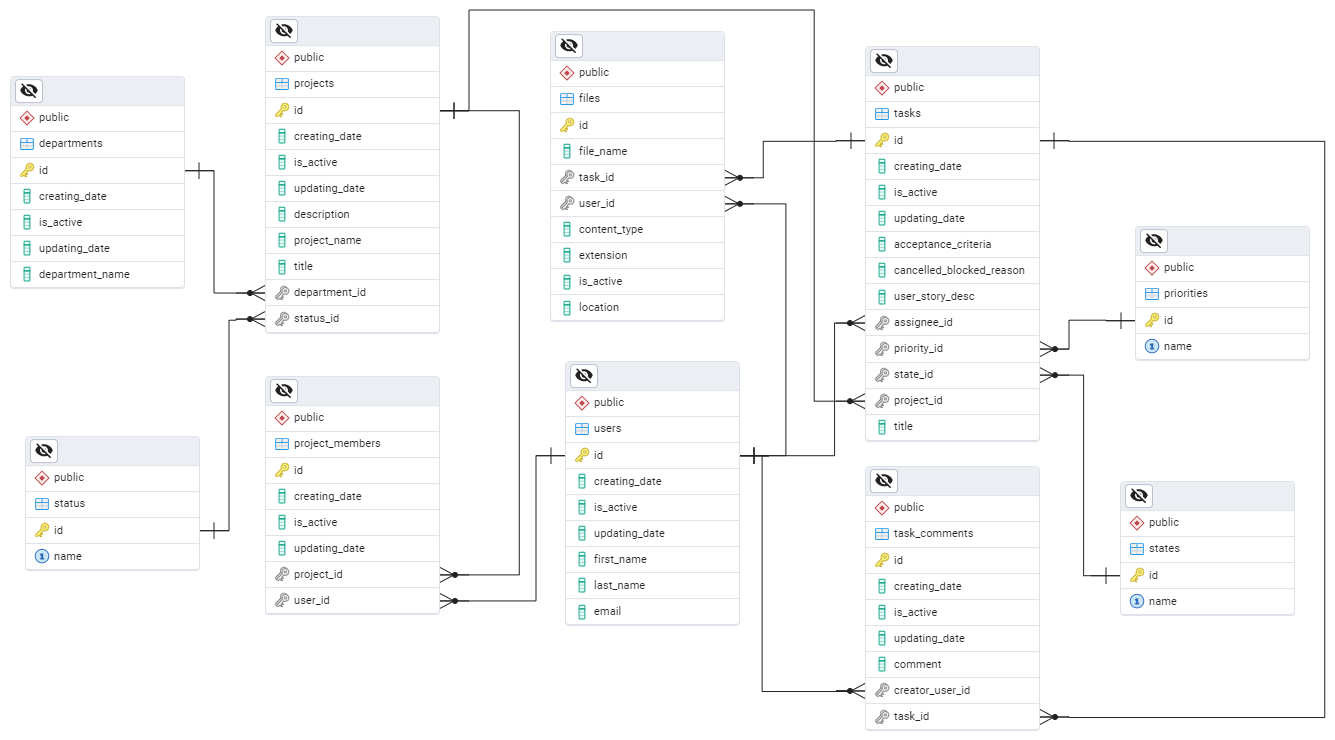 public
departments
id
creating_date
is_active
updating_date
department_name
public
projects
id
creating_date
is_active
updating_date
description
project_name
title
department_id
status_id
public
files
id
file_name
task_id
user_id
content_type
extension
is_active
location
public
tasks
id
creating_date
is_active
updating_date
acceptance_criteria
cancelled_blocked_reason
user_story_desc
assignee_id
priority_id
state_id
project_id
title
public
priorities
id
1 name
public
status
id
1 name
public
project_members
id
creating_date
is_active
updating_date
project_id
user_id
public
users
id
creating_date
is_active
updating_date
first_name
last_name
email
public
task_comments
id
creating_date
is_active
updating_date
comment
creator_user_id
task_id
public
states
id
1 name